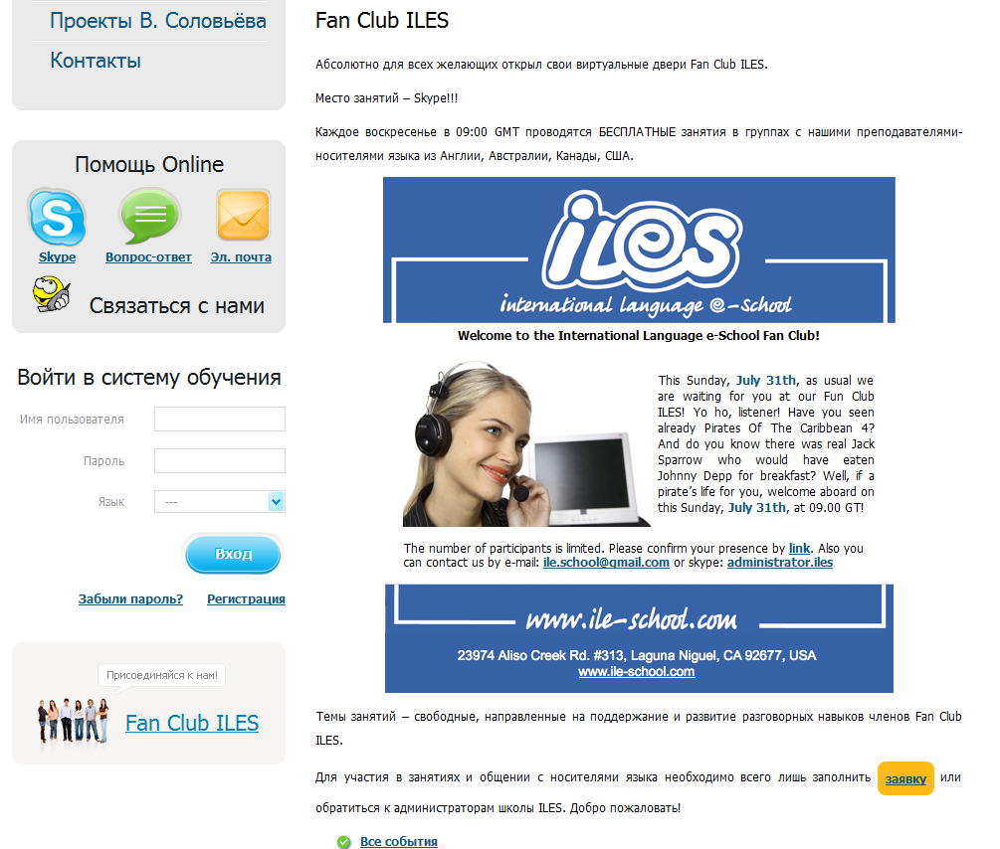 Проекты В. Соловьёва
Контакты
Помощь Online
Skype
Вопрос-ответ
Эл. почта
Связаться с нами
Войти в систему обучения
Имя пользователя
Пароль
Язык
---
Вход
Забыли пароль?
Регистрация
Присоединяйся к нам!
Fan Club ILES
Fan Club ILES
Абсолютно для всех желающих открыл свои виртуальные двери Fan Club ILES.
Место занятий – Skype!!!
Каждое воскресенье в 09:00 GMT проводятся БЕСПЛАТНЫЕ занятия в группах с нашими преподавателями-
носителями языка из Англии, Австралии, Канады, США.
iLes
international Language e-school
Welcome to the International Language e-School Fan Club!
This Sunday, July 31th, as usual we
are waiting for you at our Fun Club
ILES! Yo ho, listener! Have you seen
already Pirates Of The Caribbean 4?
And do you know there was real Jack
Sparrow who would have eaten
Johnny Depp for breakfast? Well, if a
pirate's life for you, welcome aboard on
this Sunday, July 31th, at 09.00 GT!
The number of participants is limited. Please confirm your presence by link. Also you
can contact us by e-mail: ile.school@gmail.com or skype: administrator.iles
www.ile-school.com
23974 Aliso Creek Rd. #313, Laguna Niguel, CA 92677, USA
www.ile-school.com
Темы занятий – свободные, направленные на поддержание и развитие разговорных навыков членов Fan Club
ILES.
Для участия в занятиях и общении с носителями языка необходимо всего лишь заполнить заявку или
обратиться к администраторам школы ILES. Добро пожаловать!
Все события